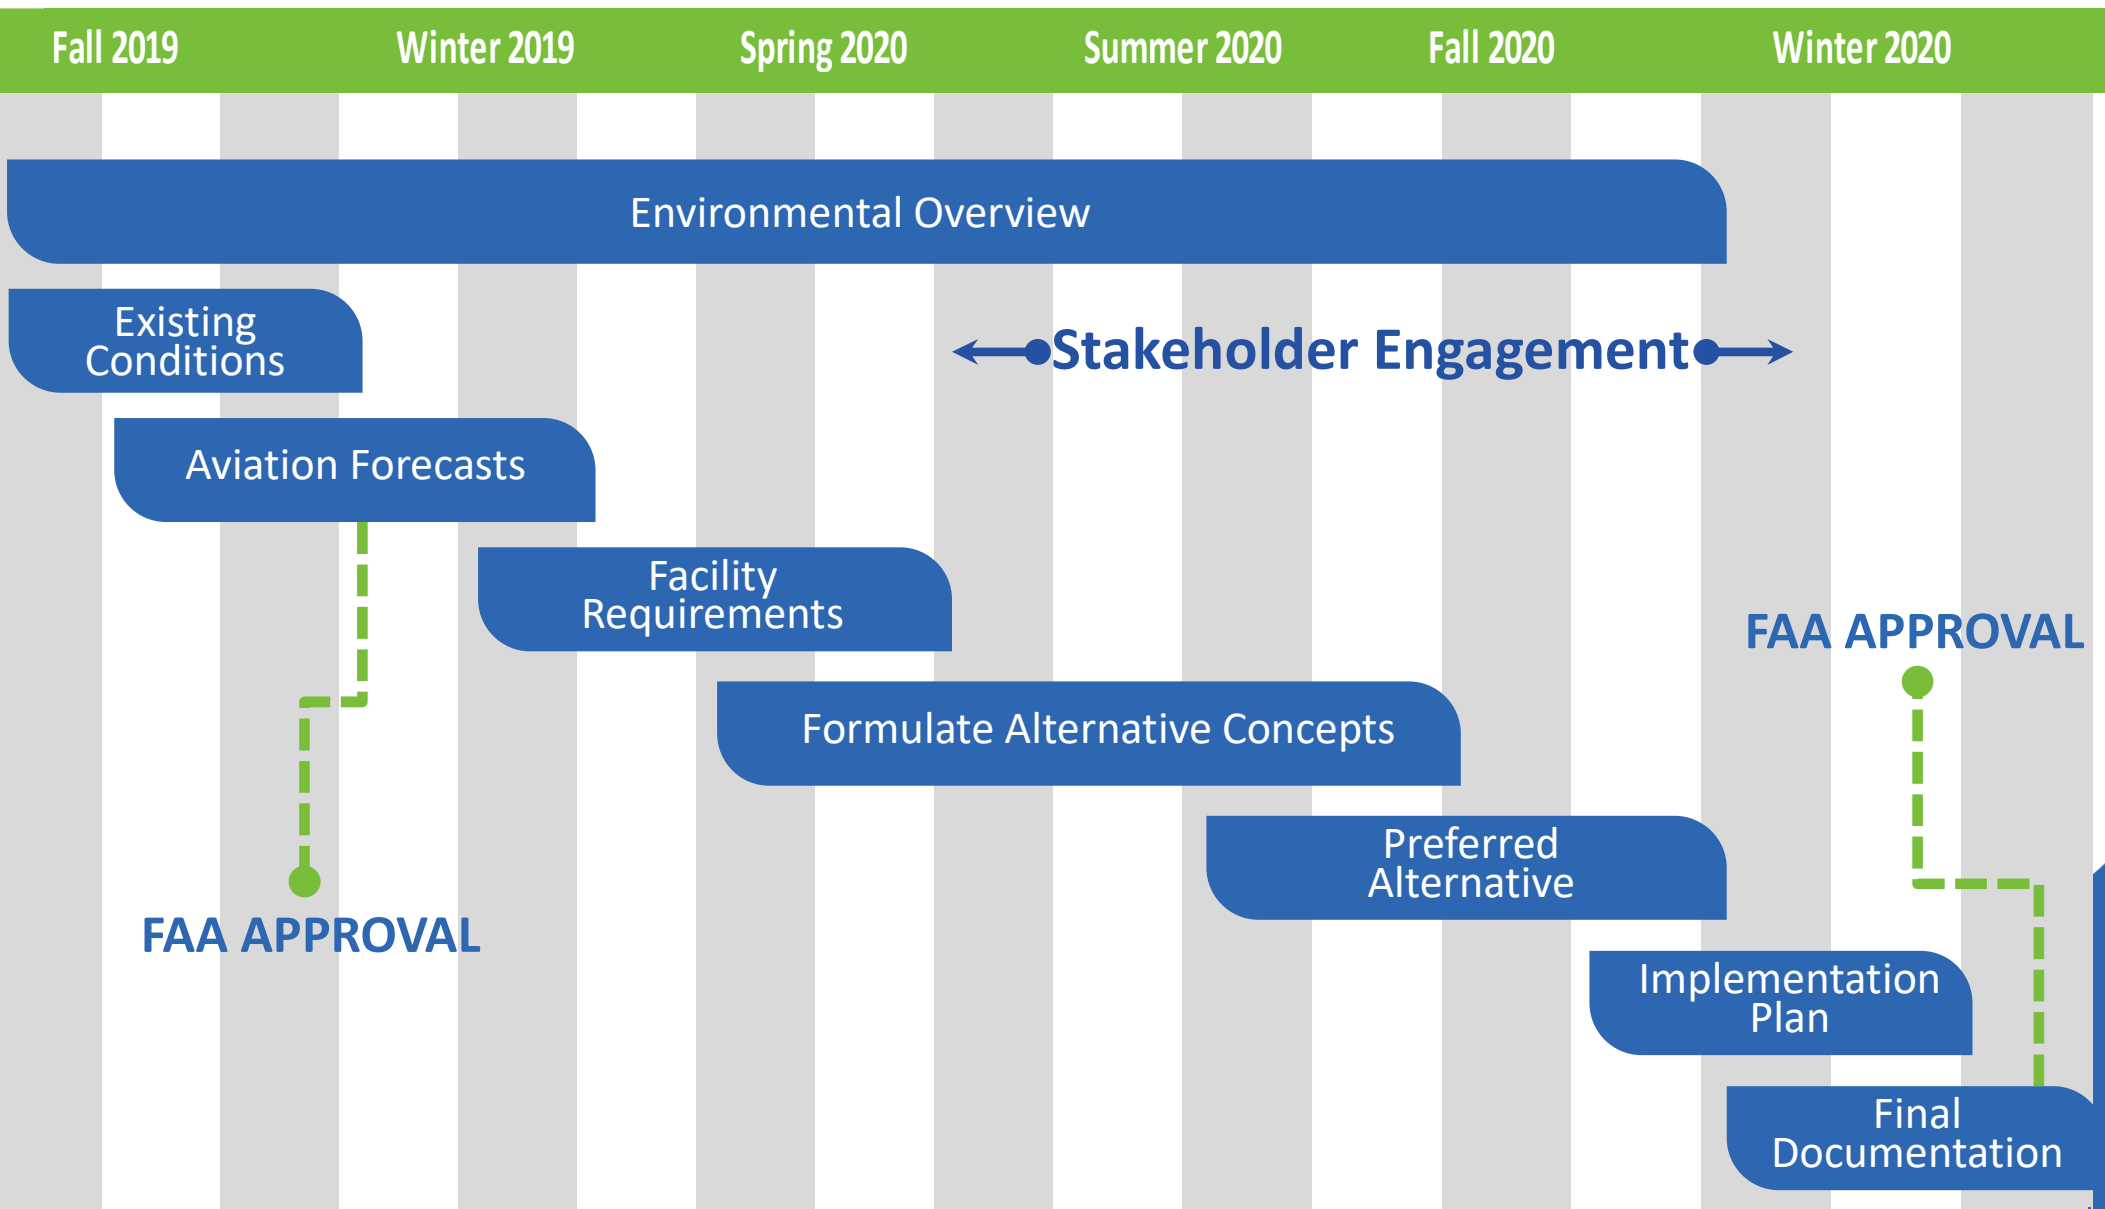 Fall 2019 Winter 2019 Spring 2020 Summer 2020 Fall 2020 Winter 2020
Environmental Overview
Existing
Conditions
Stakeholder Engagement
Aviation Forecasts
Facility
Requirements
FAA APPROVAL
Formulate Alternative Concepts
Preferred
Alternative
FAA APPROVAL
Implementation
Plan
Final
Documentation